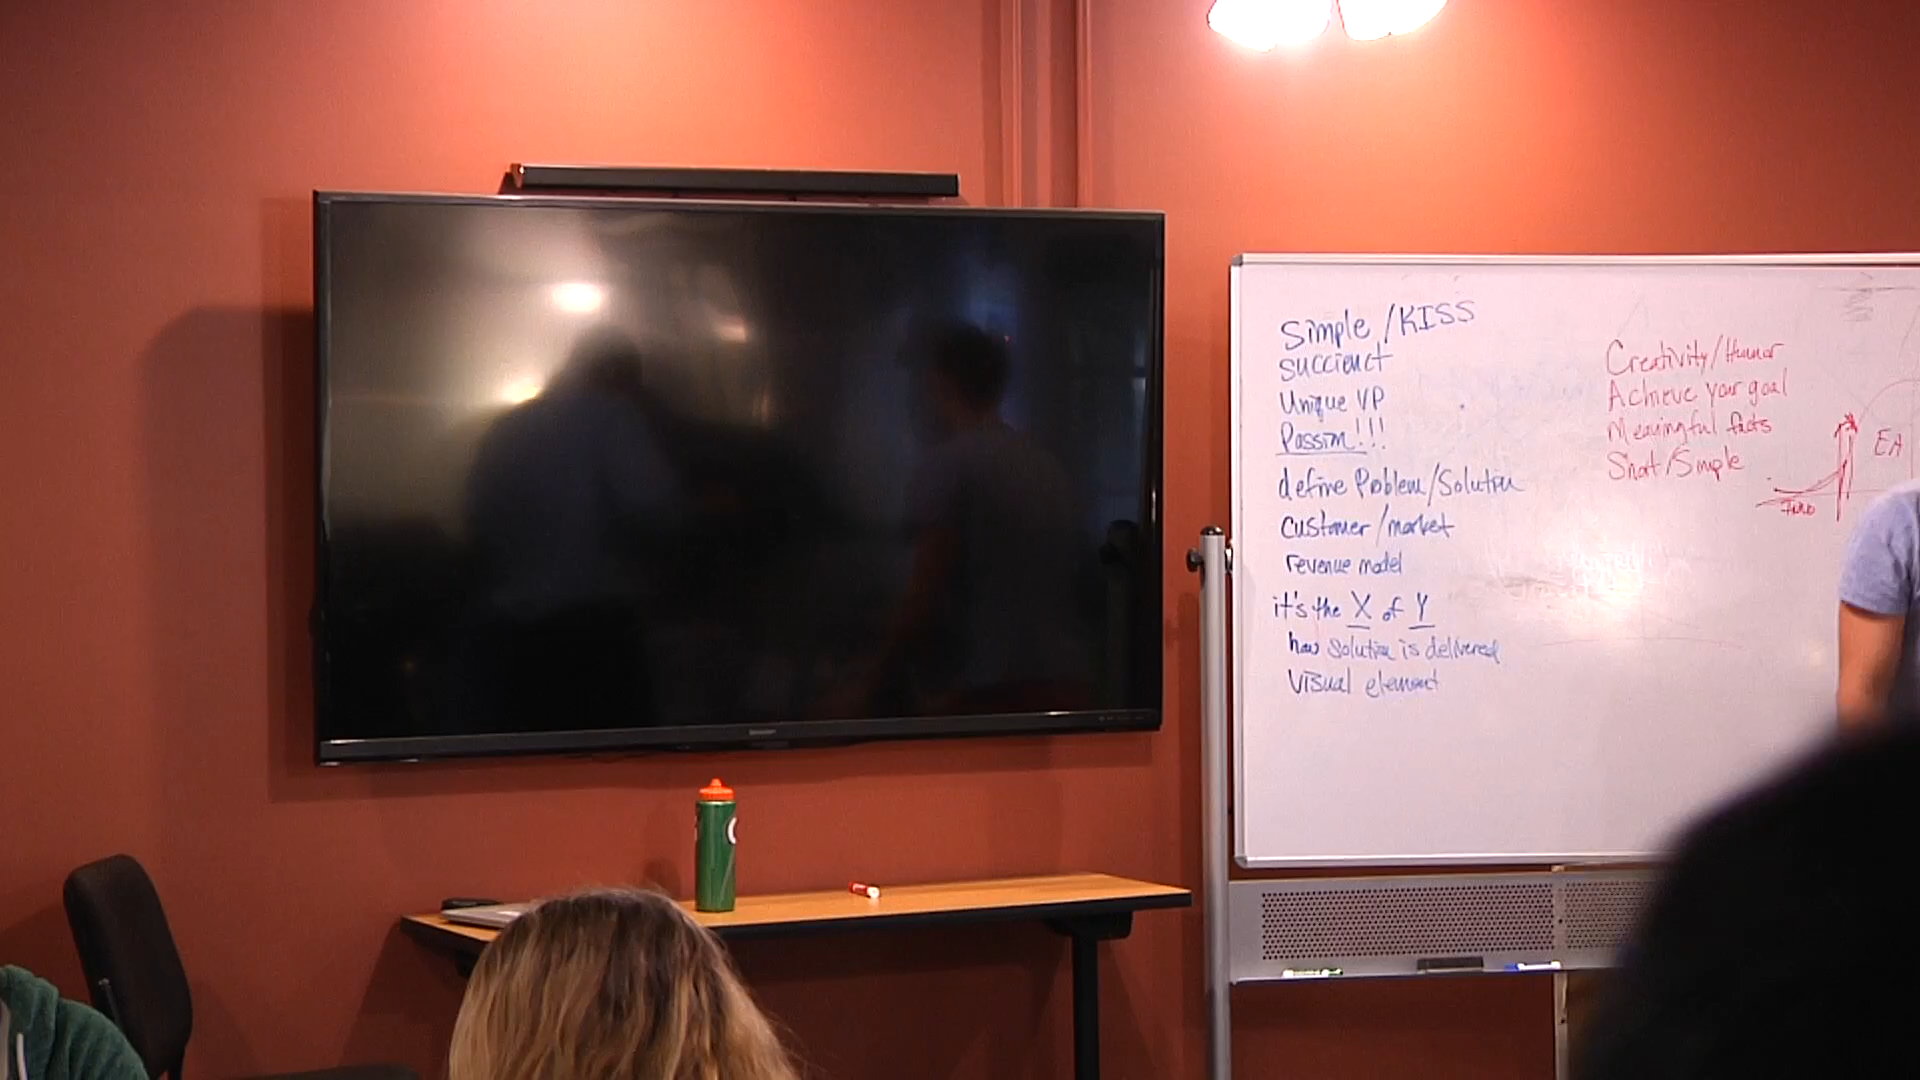 Simple/KISS
succienct
Unique VP
Passion!!!
define Problem/Solution
customer/market
revenue model
it's the X of Y
how solution is delivered
Visual element
Creativity/Humor
Achieve your goal
Meaningful facts
Short/Simple
EA